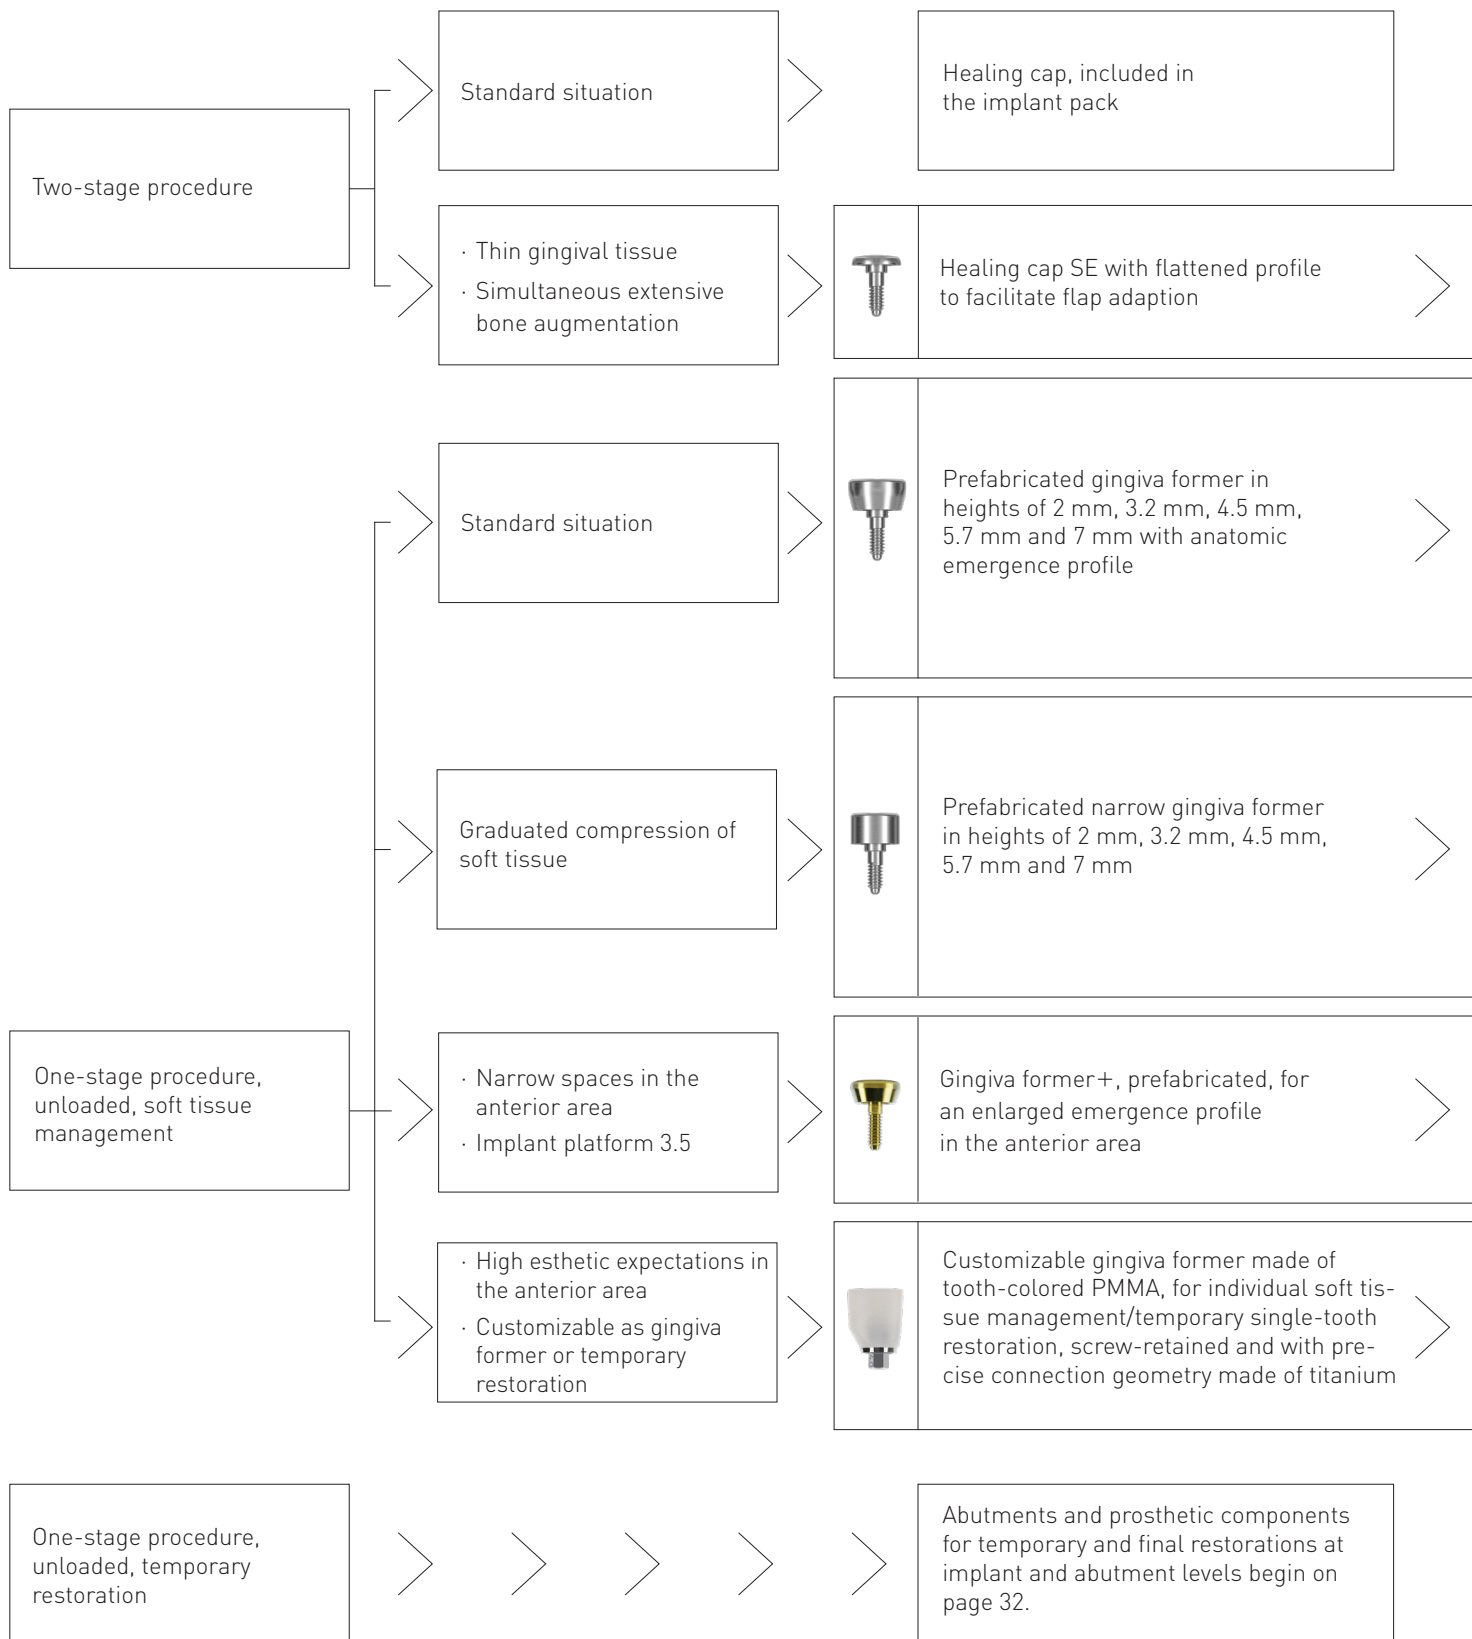 Two-stage procedure
Standard situation
Healing cap, included in
the implant pack
· Thin gingival tissue
· Simultaneous extensive
bone augmentation
Healing cap SE with flattened profile
to facilitate flap adaption
One-stage procedure,
unloaded, soft tissue
management
Standard situation
Prefabricated gingiva former in
heights of 2 mm, 3.2 mm, 4.5 mm,
5.7 mm and 7 mm with anatomic
emergence profile
Graduated compression of
soft tissue
Prefabricated narrow gingiva former
in heights of 2 mm, 3.2 mm, 4.5 mm,
5.7 mm and 7 mm
· Narrow spaces in the
anterior area
· Implant platform 3.5
Gingiva former+, prefabricated, for
an enlarged emergence profile
in the anterior area
· High esthetic expectations in
the anterior area
· Customizable as gingiva
former or temporary
restoration
Customizable gingiva former made of
tooth-colored PMMA, for individual soft tis-
sue management/temporary single-tooth
restoration, screw-retained and with pre-
cise connection geometry made of titanium
One-stage procedure,
unloaded, temporary
restoration
Abutments and prosthetic components
for temporary and final restorations at
implant and abutment levels begin on
page 32.